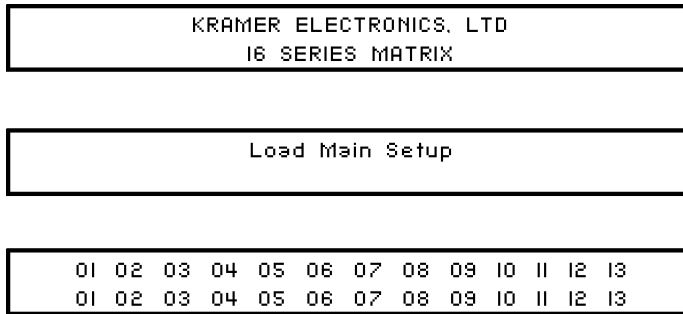 KRAMER ELECTRONICS, LTD
16 SERIES MATRIX
Load Main Setup
01 02 03 04 05 06 07 08 09 10 11 12 13
01 02 03 04 05 06 07 08 09 10 11 12 13